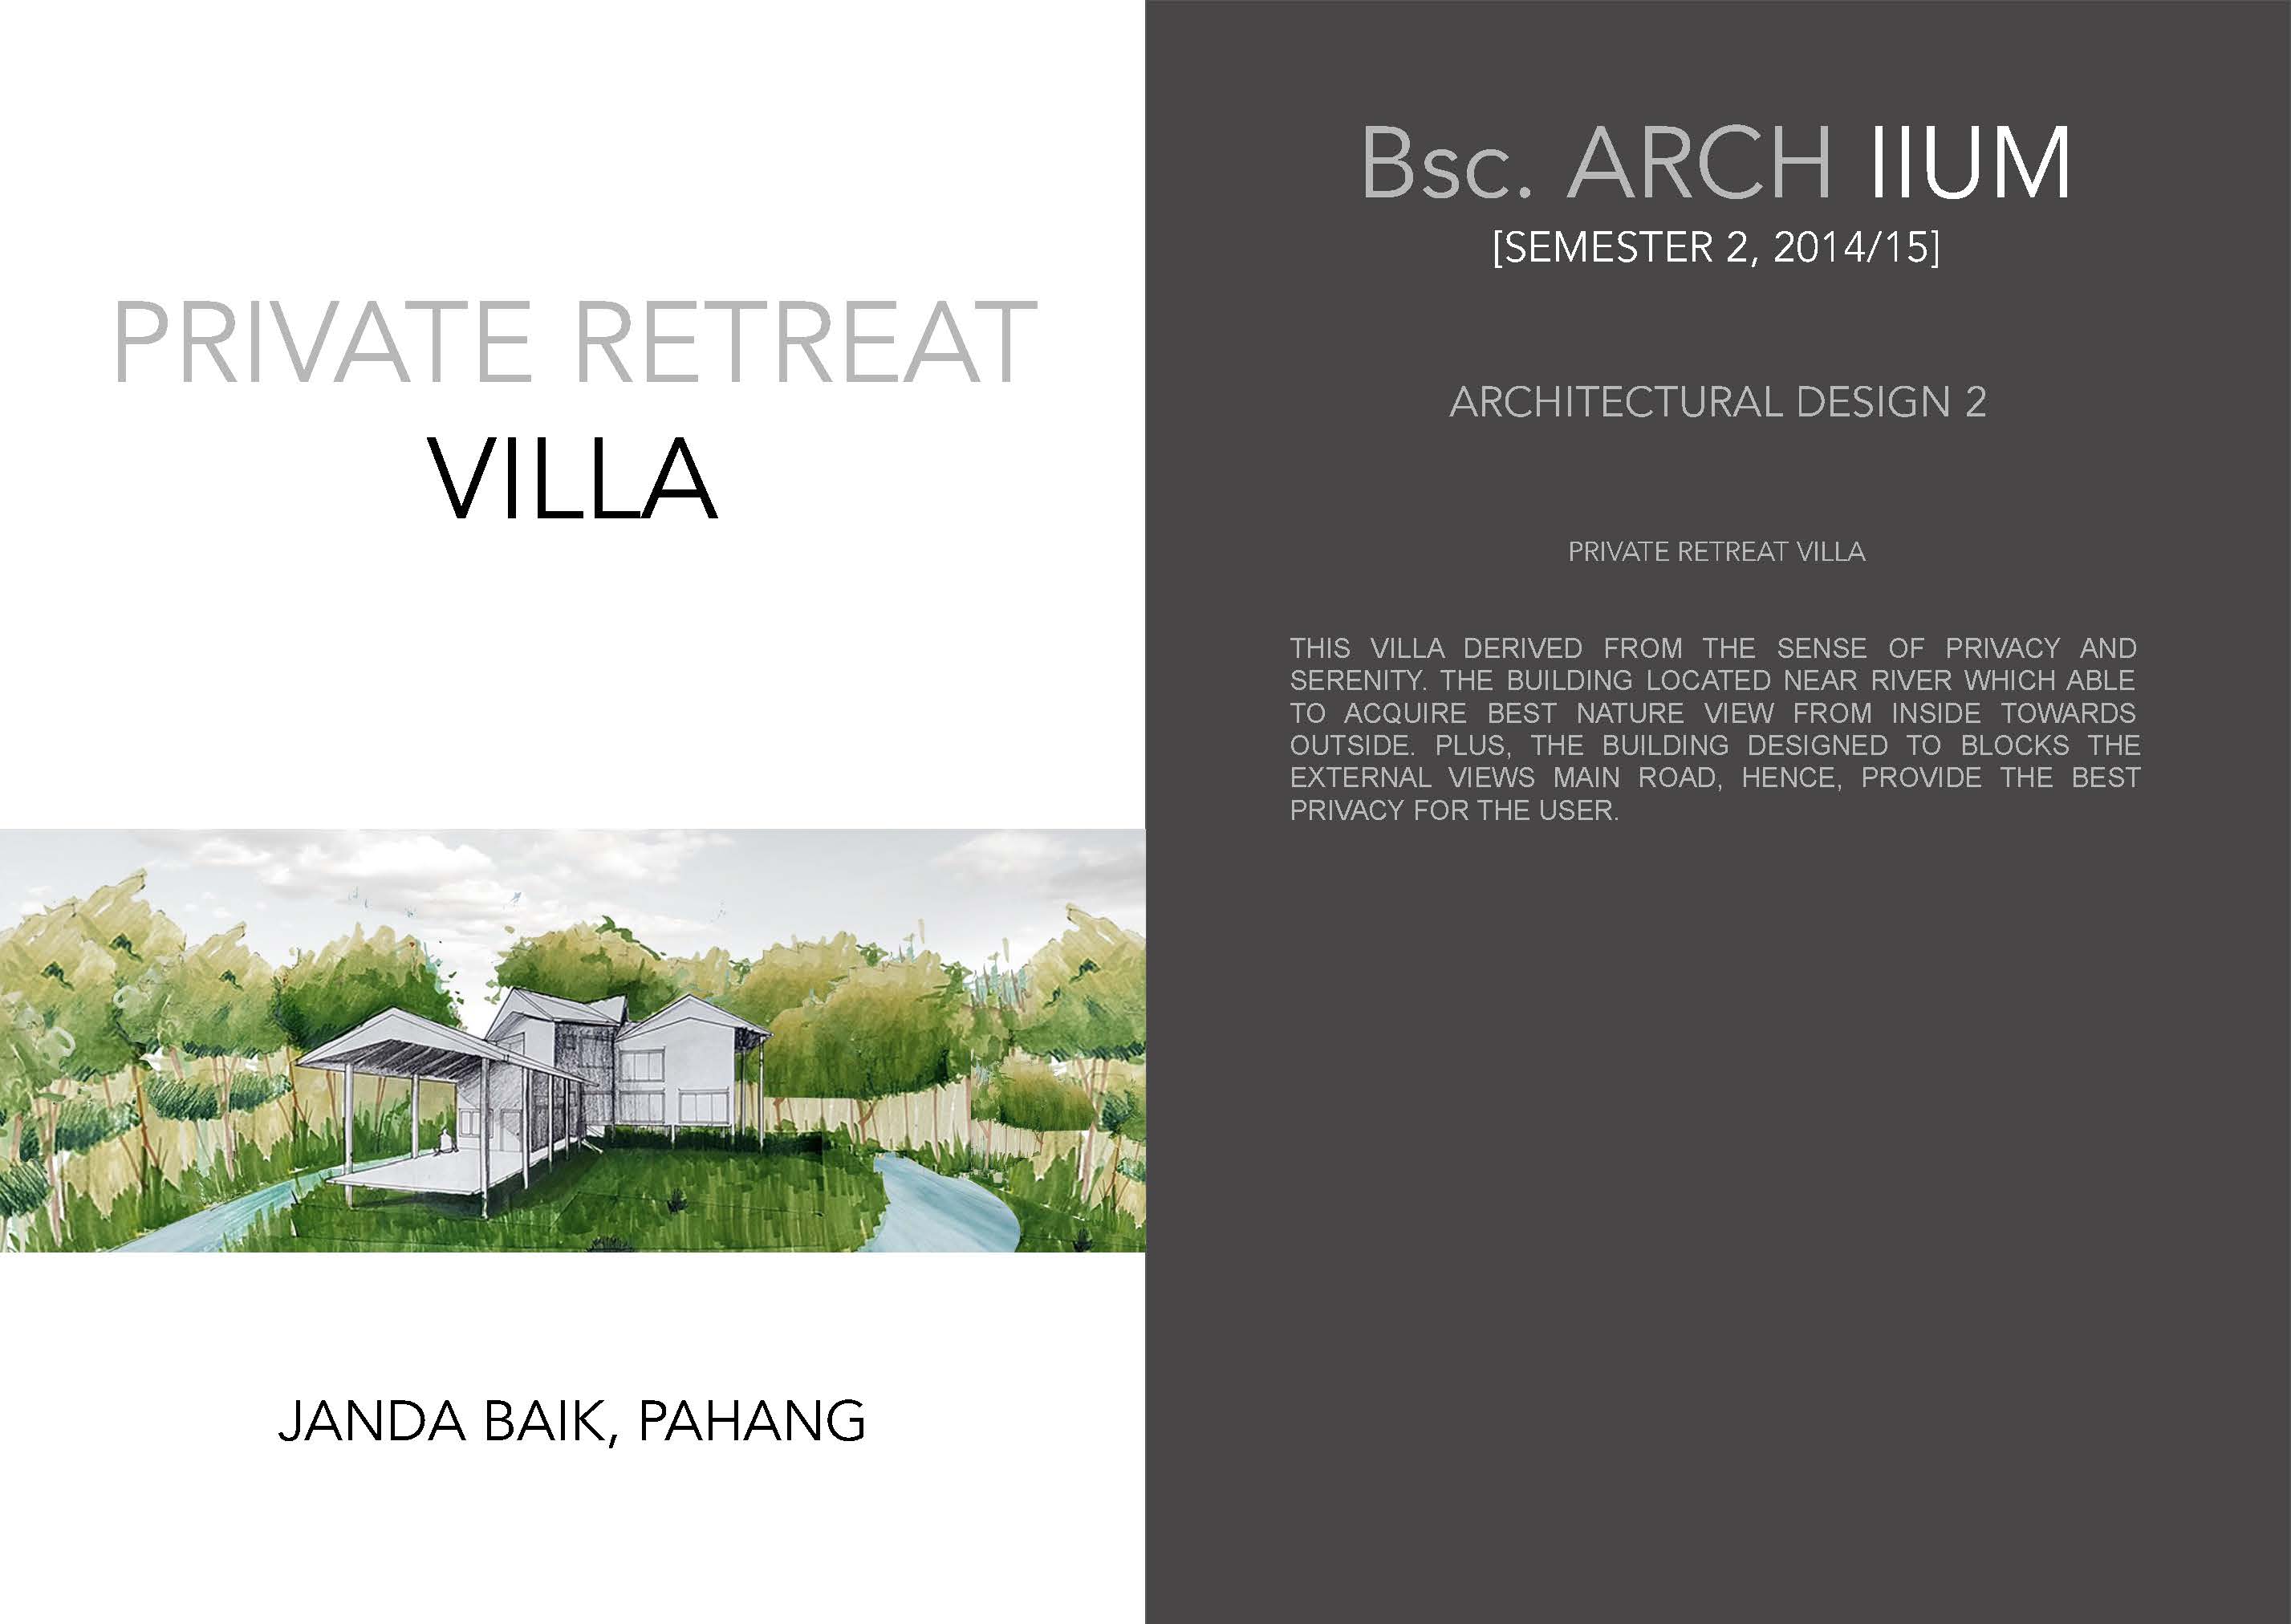 PRIVATE RETREAT
VILLA
JANDA BAIK, PAHANG
Bsc. ARCH IIUM
[SEMESTER 2, 2014/15]
ARCHITECTURAL DESIGN 2
PRIVATE RETREAT VILLA
THIS VILLA DERIVED FROM THE SENSE OF PRIVACY AND
SERENITY. THE BUILDING LOCATED NEAR RIVER WHICH ABLE
TO ACQUIRE BEST NATURE VIEW FROM INSIDE TOWARDS
OUTSIDE. PLUS, THE BUILDING DESIGNED TO BLOCKS THE
EXTERNAL VIEWS MAIN ROAD, HENCE, PROVIDE THE BEST
PRIVACY FOR THE USER.